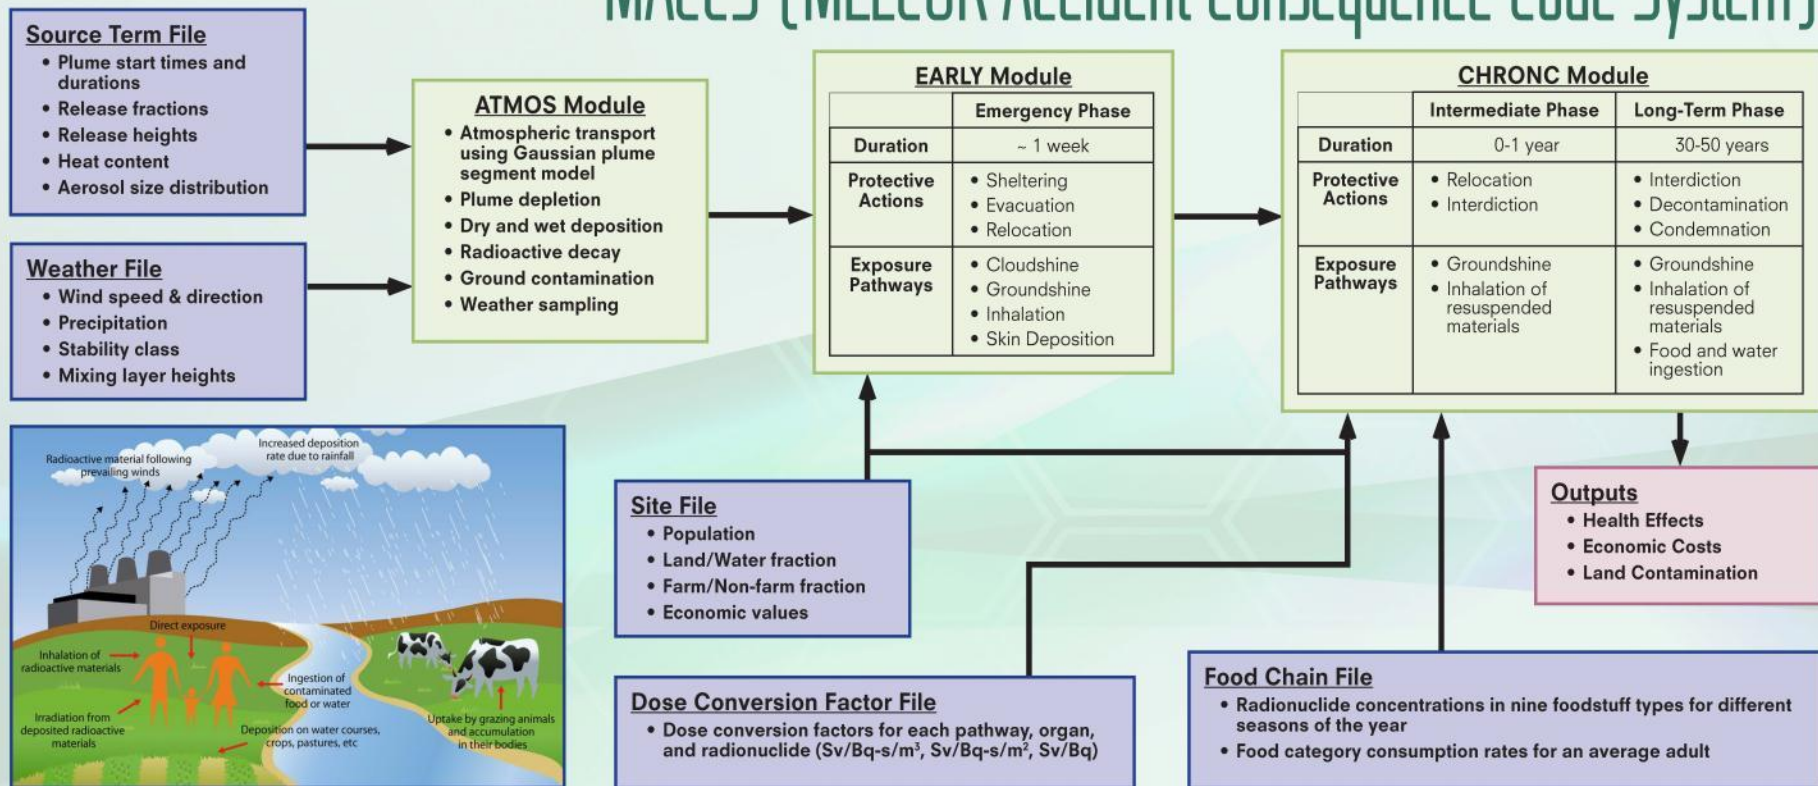 MACCS (MELCOR Accident Consequence Code System)
Source Term File
• Plume start times and
durations
• Release fractions
• Release heights
• Heat content
• Aerosol size distribution
Weather File
• Wind speed & direction
• Precipitation
• Stability class
• Mixing layer heights
ATMOS Module
• Atmospheric transport
using Gaussian plume
segment model
• Plume depletion
• Dry and wet deposition
• Radioactive decay
• Ground contamination
• Weather sampling
EARLY Module
Emergency Phase
Duration ~ 1 week
Protective
Actions
• Sheltering
• Evacuation
• Relocation
Exposure
Pathways
• Cloudshine
• Groundshine
• Inhalation
• Skin Deposition
CHRONC Module
Intermediate Phase Long-Term Phase
Duration 0-1 year 30-50 years
Protective
Actions
• Relocation
• Interdiction
• Interdiction
• Decontamination
• Condemnation
Exposure
Pathways
• Groundshine
• Inhalation of
resuspended
materials
• Groundshine
• Inhalation of
resuspended
materials
• Food and water
ingestion
Radioactive material following
prevailing winds
Increased deposition
rate due to rainfall
Direct exposure
Inhalation of
radioactive materials
Ingestion of
contaminated
food or water
Irradiation from
deposited radioactive
materials
Deposition on water courses,
crops, pastures, etc
Uptake by grazing animals
and accumulation
in their bodies
Site File
• Population
• Land/Water fraction
• Farm/Non-farm fraction
• Economic values
Dose Conversion Factor File
• Dose conversion factors for each pathway, organ,
and radionuclide (Sv/Bq-s/m³, Sv/Bq-s/m², Sv/Bq)
Outputs
• Health Effects
• Economic Costs
• Land Contamination
Food Chain File
• Radionuclide concentrations in nine foodstuff types for different
seasons of the year
• Food category consumption rates for an average adult